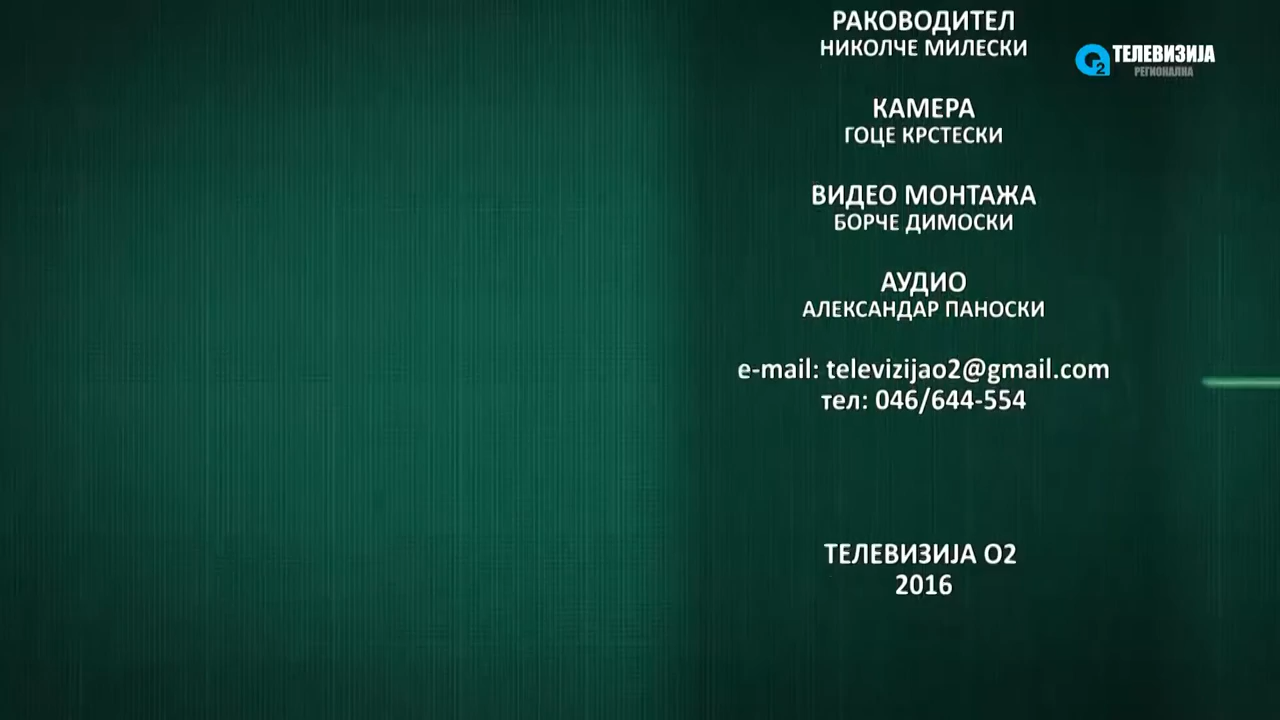 РАКОВОДИТЕЛ
НИКОЛЧЕ МИЛЕСКИ
O2 ТЕЛЕВИЗИЈА
РЕГИОНАЛНА
КАМЕРА
ГОЦЕ КРСТЕСКИ
ВИДЕО МОНТАЖА
БОРЧЕ ДИМОСКИ
АУДИО
АЛЕКСАНДАР ПАНОСКИ
e-mail: televizijao2@gmail.com
тел: 046/644-554
ТЕЛЕВИЗИЈА О2
2016